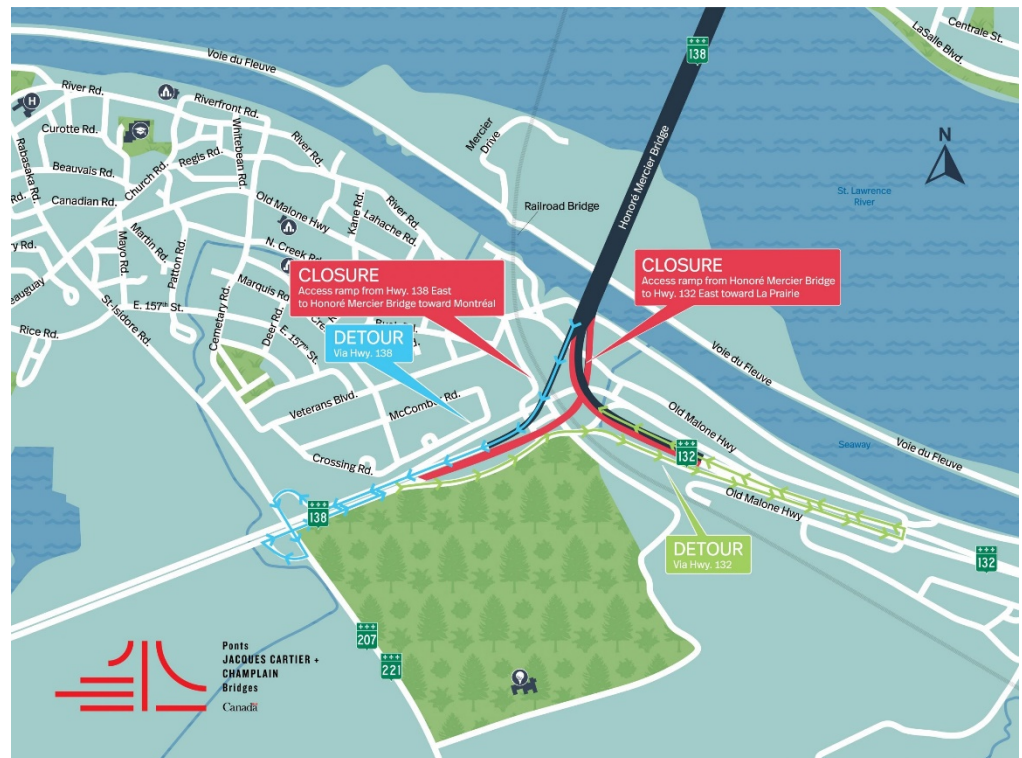 Centrale St.
LaSalle Blvd.
138
Voie du Fleuve
River Rd.
Riverfront Rd.
H
Curotte Rd.
Whitebean Rd.
River Rd.
Mercier
Drive
N
Rabasaka Rd.
Regis Rd.
Beauvais Rd.
Church Rd.
Canadian Rd.
Rd.
Old Malone Hwy
Kane Rd.
River Rd.
Lahache Rd.
Honoré Mercier Bridge
St. Lawrence
River
Railroad Bridge
Mayo Rd.
Martin Rd.
Patton Rd.
N. Creek Rd.
CLOSURE
Access ramp from Hwy. 138 East
to Honoré Mercier Bridge toward Montréal
CLOSURE
Access ramp from Honoré Mercier Bridge
to Hwy. 132 East toward La Prairie
Marquis Rd.
E. 157th St.
St-Isidore Rd.
Cemetary Rd.
Deer Rd.
E. 157th
Rice Rd.
DETOUR
Via Hwy. 138
Voie du Fleuve
Veterans Blvd.
McComber Rd.
Old Malone Hwy
Crossing Rd.
132
Seaway
Voie du Fleuve
Old Malone Hwy
138
DETOUR
Via Hwy. 132
132
207
221
Ponts
JACQUES CARTIER +
CHAMPLAIN
Bridges
Canada